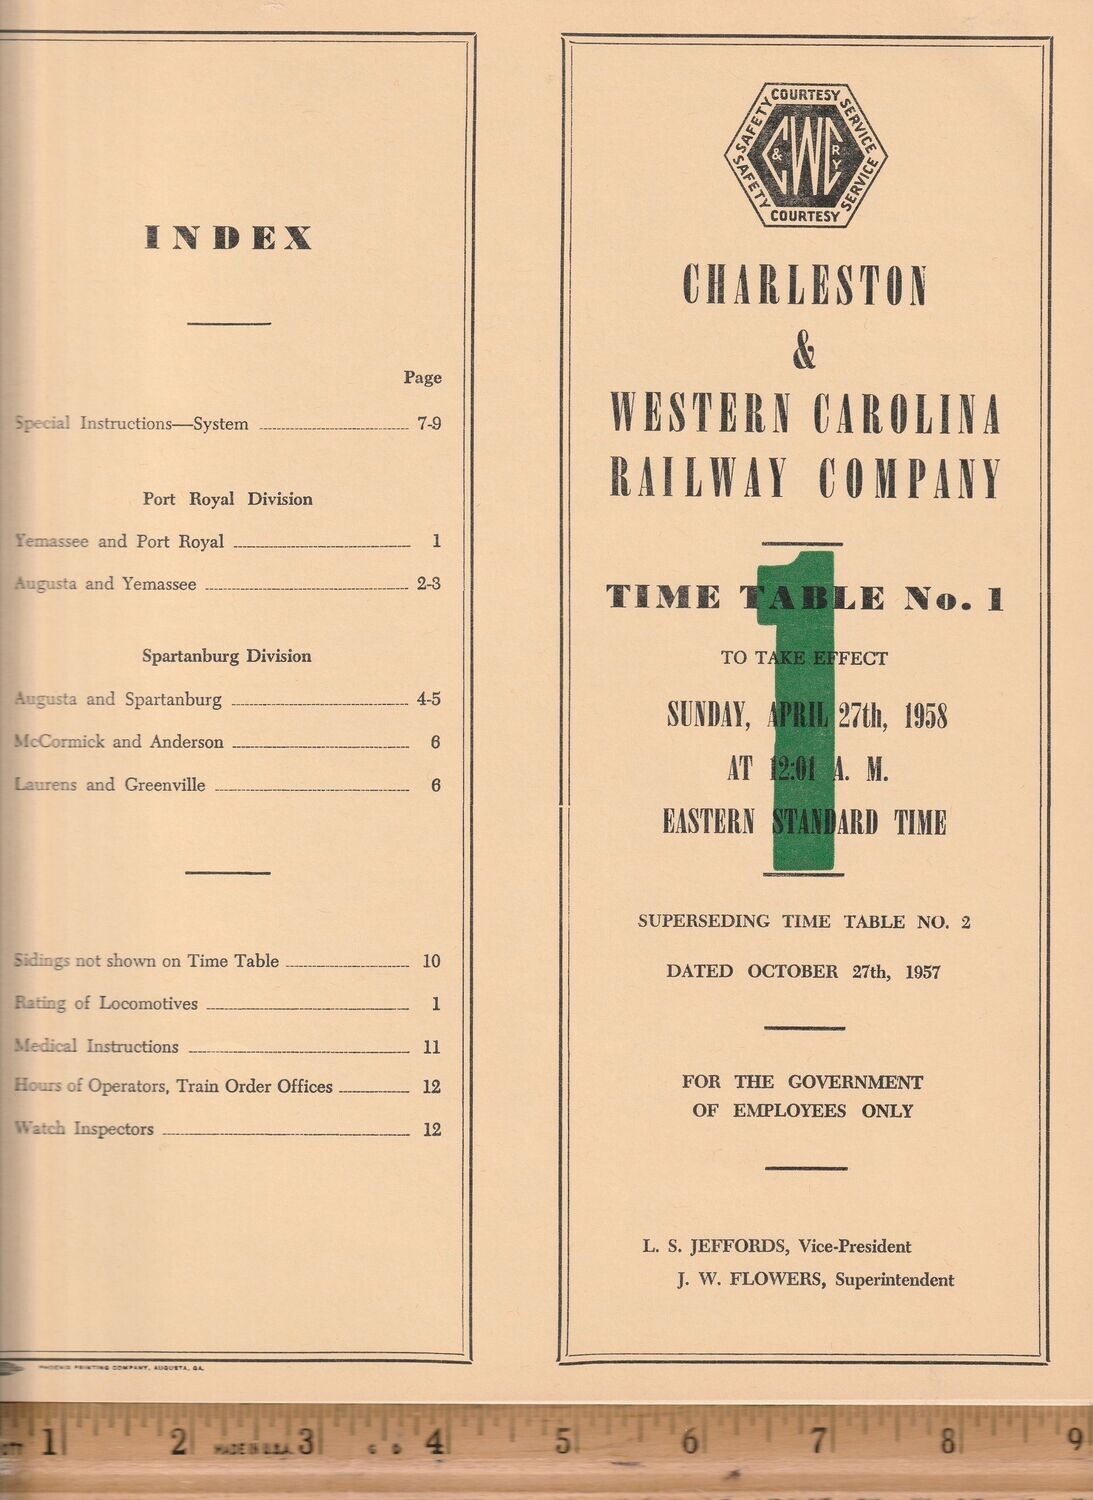 INDEX
Page
Special Instructions—System 7-9
Port Royal Division
Yemassee and Port Royal 1
Augusta and Yemassee 2-3
Spartanburg Division
Augusta and Spartanburg 4-5
McCormick and Anderson 6
Laurens and Greenville 6
Sidings not shown on Time Table 10
Rating of Locomotives 1
Medical Instructions 11
Hours of Operators, Train Order Offices 12
Watch Inspectors 12
PHOENIX PRINTING COMPANY, AUGUSTA, GA.
SAFETY COURTESY SERVICE
C&WC RY
SAFETY COURTESY SERVICE
CHARLESTON
&
WESTERN CAROLINA
RAILWAY COMPANY
1
TIME TABLE No. 1
TO TAKE EFFECT
SUNDAY, APRIL 27th, 1958
AT 12:01 A. M.
EASTERN STANDARD TIME
SUPERSEDING TIME TABLE NO. 2
DATED OCTOBER 27th, 1957
FOR THE GOVERNMENT
OF EMPLOYEES ONLY
L. S. JEFFORDS, Vice-President
J. W. FLOWERS, Superintendent
1 2 MADE IN U.S.A. 3 4 5 6 7 8 9